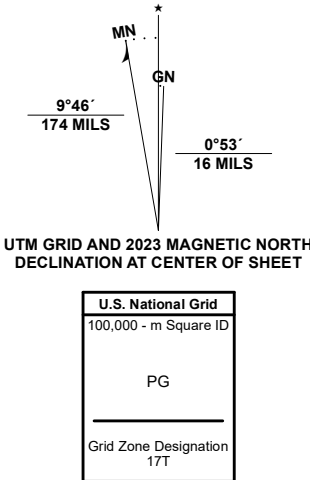 ★
MN
GN
9°46´
174 MILS
0°53´
16 MILS
UTM GRID AND 2023 MAGNETIC NORTH
DECLINATION AT CENTER OF SHEET
U.S. National Grid
100,000 - m Square ID
PG
Grid Zone Designation
17T